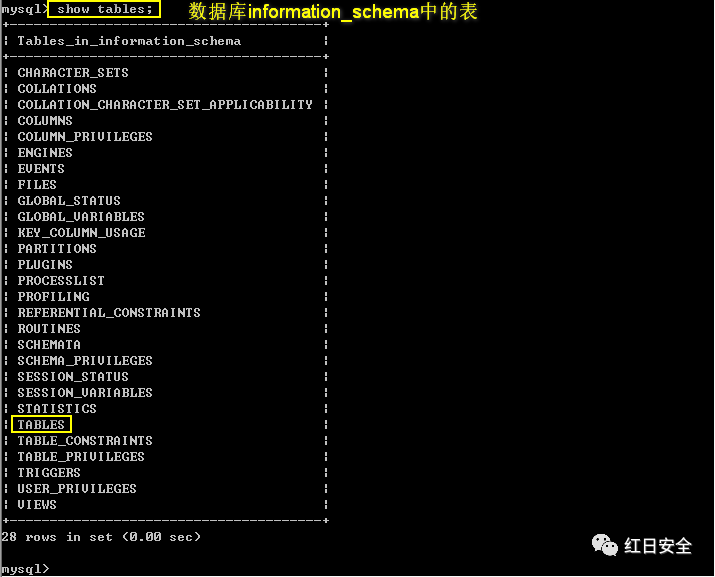 mysql> show tables; 数据库information_schema中的表
+---------------------------------------+
| Tables_in_information_schema          |
+---------------------------------------+
| CHARACTER_SETS                        |
| COLLATIONS                            |
| COLLATION_CHARACTER_SET_APPLICABILITY |
| COLUMNS                               |
| COLUMN_PRIVILEGES                     |
| ENGINES                               |
| EVENTS                                |
| FILES                                 |
| GLOBAL_STATUS                         |
| GLOBAL_VARIABLES                      |
| KEY_COLUMN_USAGE                      |
| PARTITIONS                            |
| PLUGINS                               |
| PROCESSLIST                           |
| PROFILING                             |
| REFERENTIAL_CONSTRAINTS               |
| ROUTINES                              |
| SCHEMATA                              |
| SCHEMA_PRIVILEGES                     |
| SESSION_STATUS                        |
| SESSION_VARIABLES                     |
| STATISTICS                            |
| TABLES                                |
| TABLE_CONSTRAINTS                     |
| TABLE_PRIVILEGES                      |
| TRIGGERS                              |
| USER_PRIVILEGES                       |
| VIEWS                                 |
+---------------------------------------+
28 rows in set (0.00 sec)
红日安全
mysql>